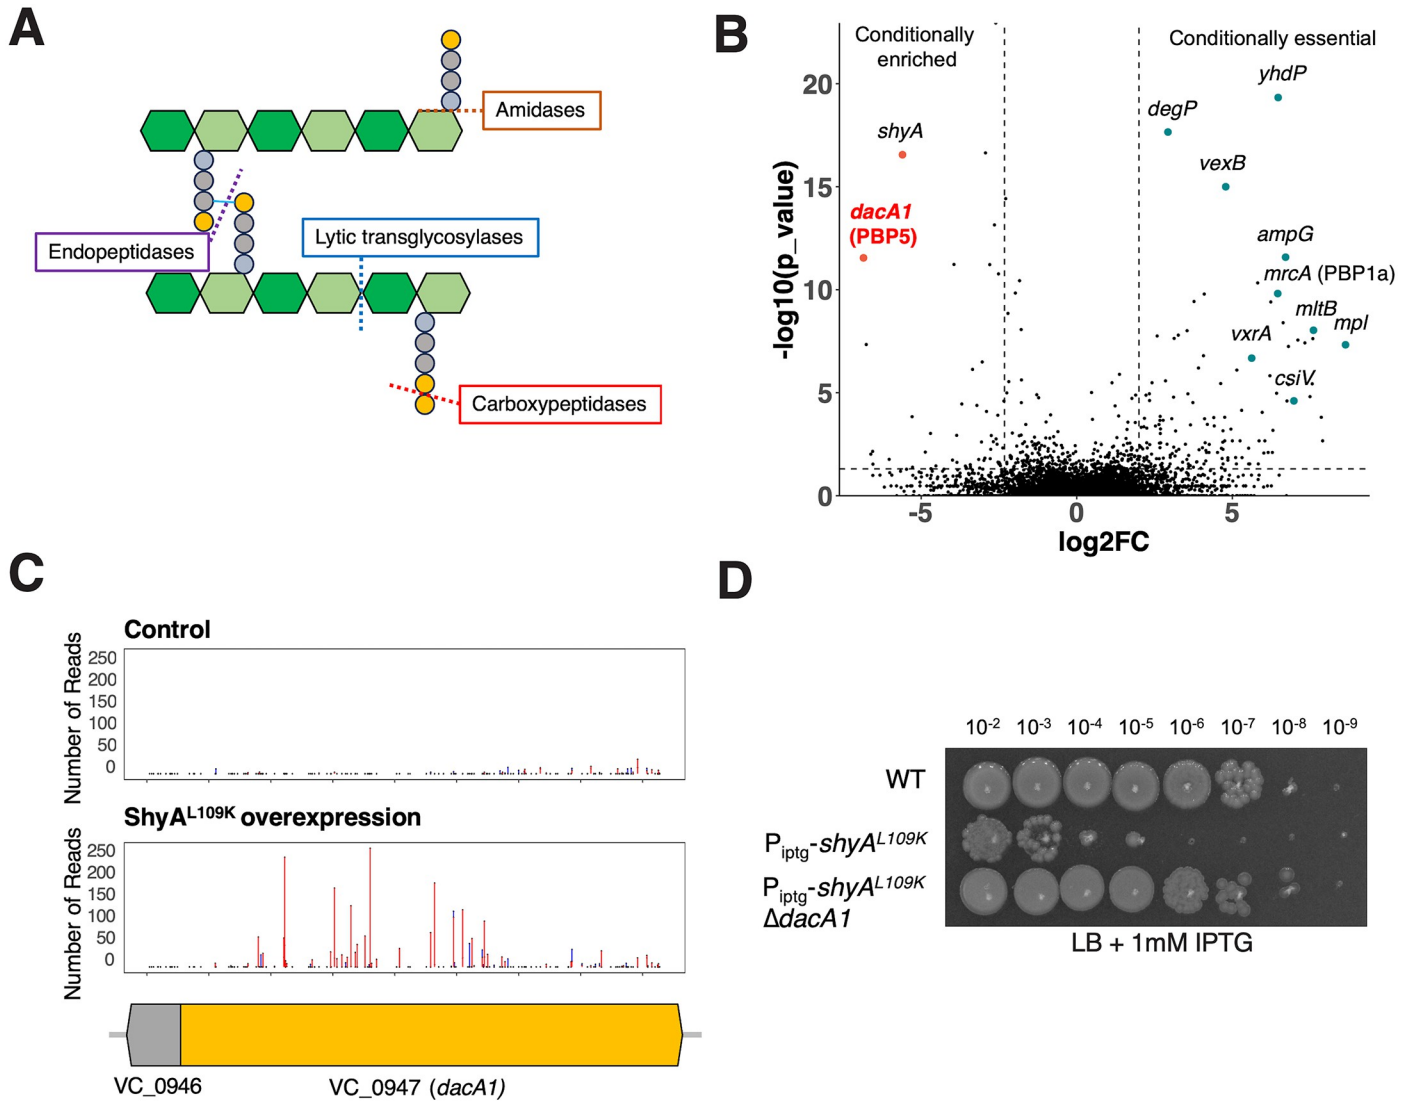 A
Amidases
Endopeptidases
Lytic transglycosylases
Carboxypeptidases
B
Conditionally
enriched
Conditionally essential
yhdP
degP
shyA
vexB
dacA1
(PBP5)
ampG
mrcA (PBP1a)
mltB
mpl
vxrA
csiV
20
15
10
5
0
-5
0
5
-log10(p_value)
log2FC
C
Control
Number of Reads
250
200
150
100
50
0
ShyA^L109K overexpression
Number of Reads
250
200
150
100
50
0
VC_0946
VC_0947 (dacA1)
D
10-2 10-3 10-4 10-5 10-6 10-7 10-8 10-9
WT
Piptg-shyA^L109K
Piptg-shyA^L109K
ΔdacA1
LB + 1mM IPTG